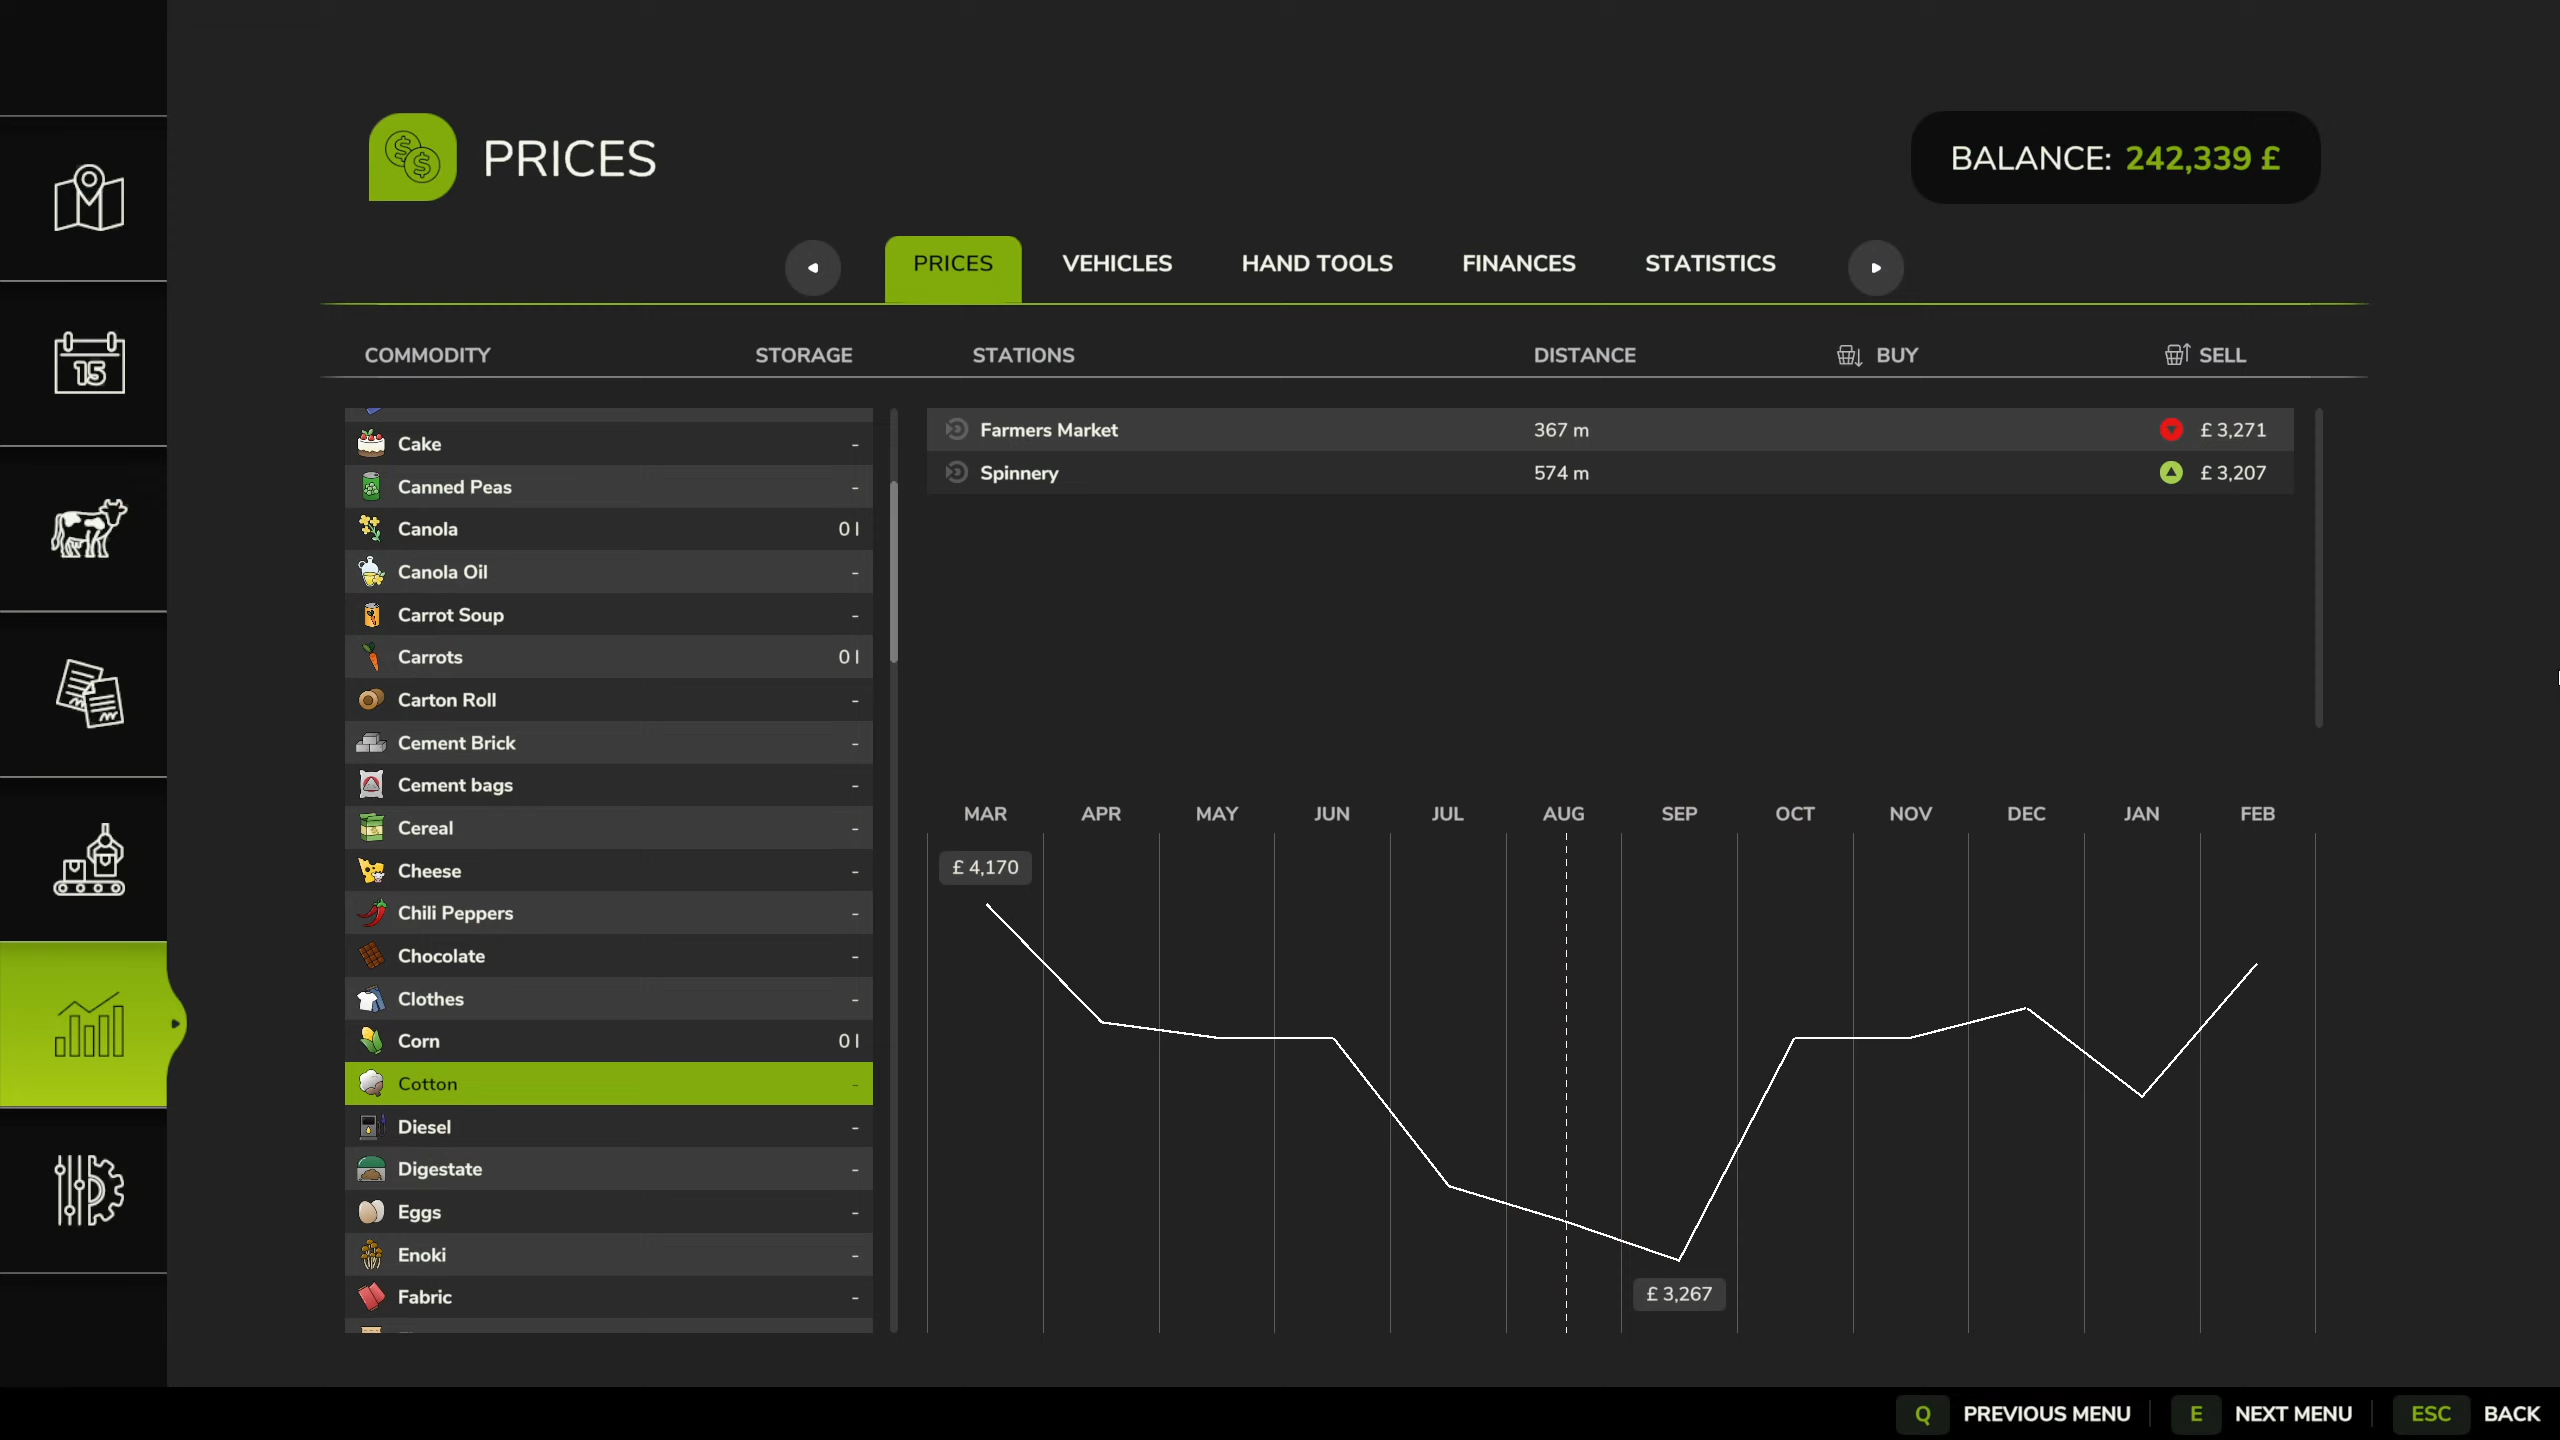 PRICES
BALANCE: 242,339 £
PRICES VEHICLES HAND TOOLS FINANCES STATISTICS
COMMODITY STORAGE STATIONS DISTANCE BUY SELL
Cake -
Canned Peas -
Canola 0 l
Canola Oil -
Carrot Soup -
Carrots 0 l
Carton Roll -
Cement Brick -
Cement bags -
Cereal -
Cheese -
Chili Peppers -
Chocolate -
Clothes -
Corn 0 l
Cotton -
Diesel -
Digestate -
Eggs -
Enoki -
Fabric -
Farmers Market 367 m £ 3,271
Spinnery 574 m £ 3,207
MAR APR MAY JUN JUL AUG SEP OCT NOV DEC JAN FEB
£ 4,170
£ 3,267
15
Q PREVIOUS MENU E NEXT MENU ESC BACK